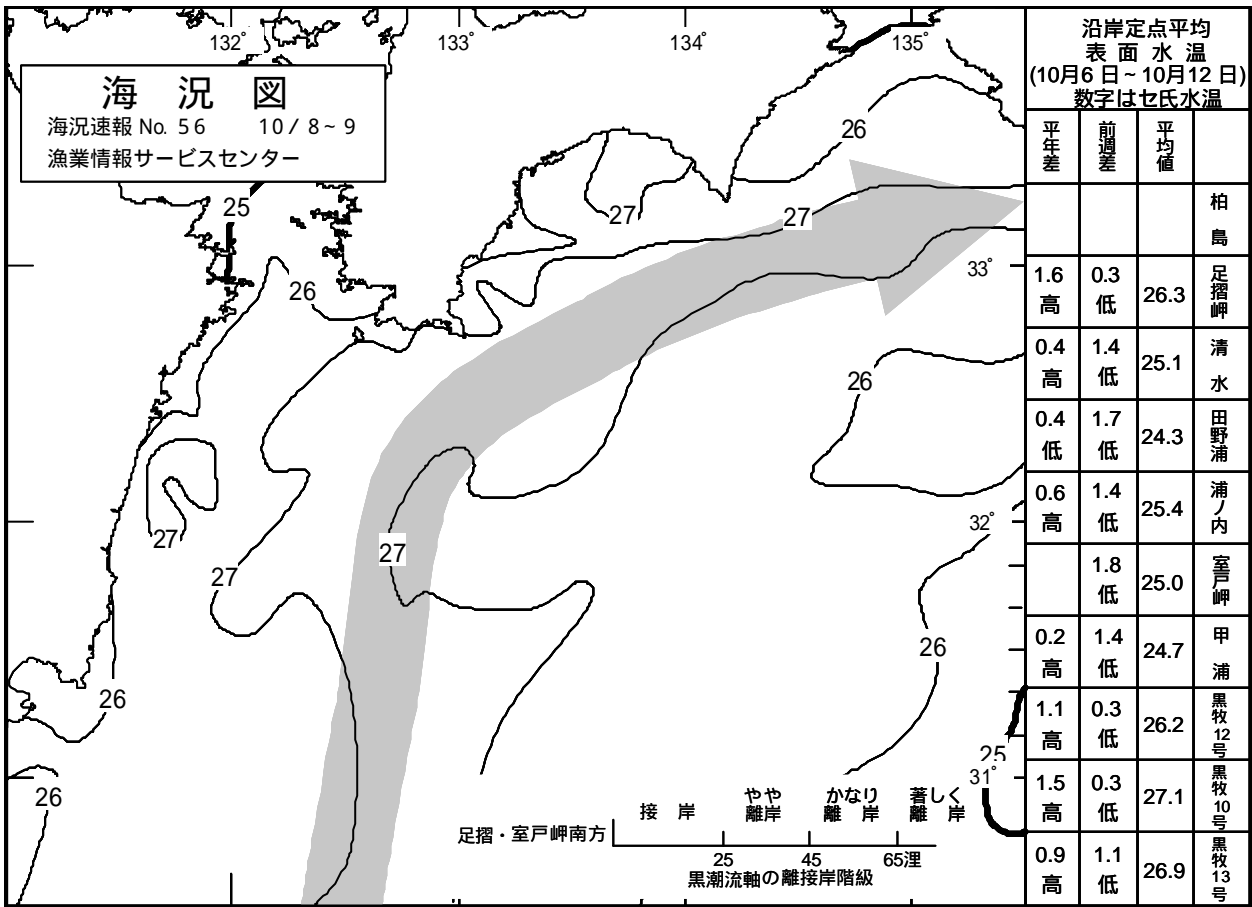 132°
133°
134°
135°
海 況 図
海況速報 No. 56 10/8~9
漁業情報サービスセンター
25
26
27
27
26
33°
26
27
27
27
32°
26
26
25
31°
26
接 岸
やや
離岸
かなり
離 岸
著しく
離 岸
足摺・室戸岬南方
25 45 65浬
黒潮流軸の離接岸階級
沿岸定点平均
表 面 水 温
(10月6日~10月12日)
数字はセ氏水温
平年差 前週差 平均値
柏島
1.6高 0.3低 26.3 足摺岬
0.4高 1.4低 25.1 清水
0.4低 1.7低 24.3 田野浦
0.6高 1.4低 25.4 浦ノ内
1.8低 25.0 室戸岬
0.2高 1.4低 24.7 甲浦
1.1高 0.3低 26.2 黒牧12号
1.5高 0.3低 27.1 黒牧10号
0.9高 1.1低 26.9 黒牧13号